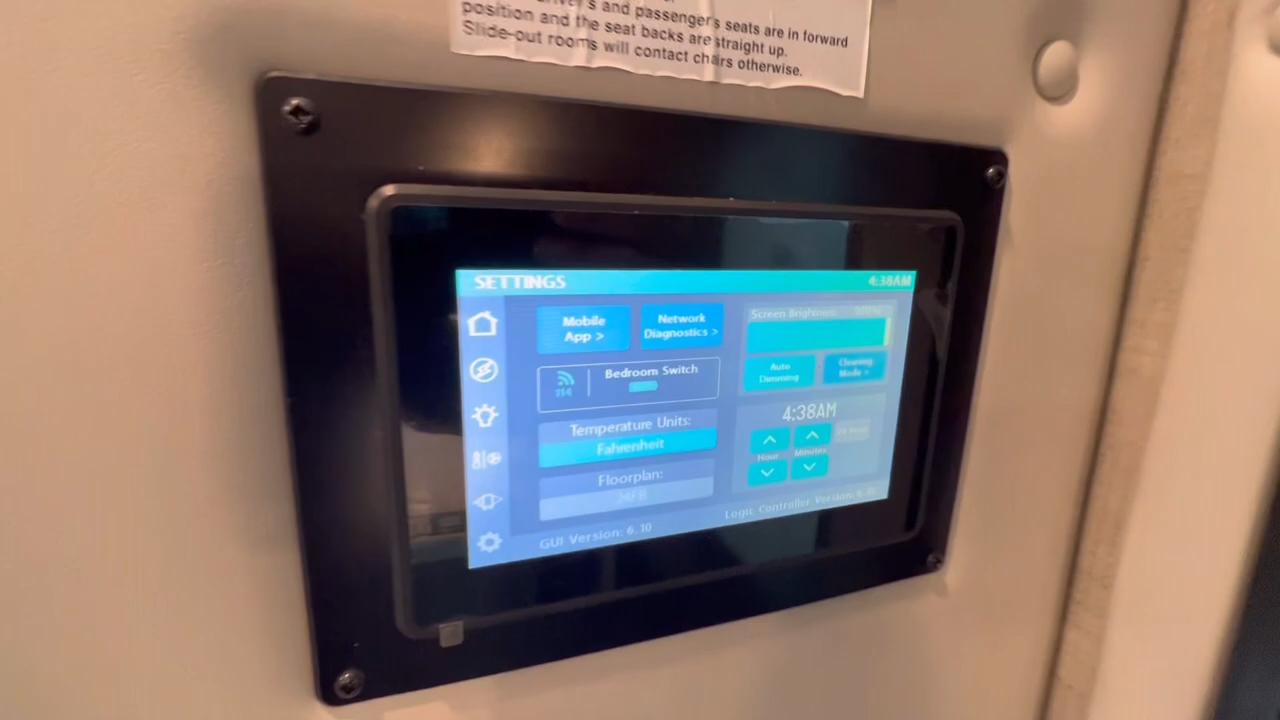 and passenger's seats are in forward
position and the seat backs are straight up.
Slide-out rooms will contact chairs otherwise.
SETTINGS
4:38AM
Mobile
App >
Network
Diagnostics >
Screen Brightness:
Auto
Dimming
Cleaning
Mode >
Bedroom Switch
114
4:38AM
Temperature Units:
Fahrenheit
Hour
Minutes
Floorplan:
GUI Version: 6.10
Logic Controller Version: